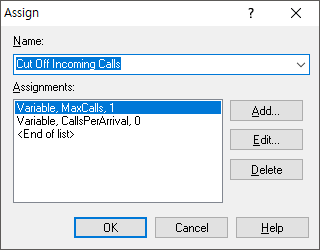 Assign
Name:
Cut Off Incoming Calls
Assignments:
Variable, MaxCalls, 1
Variable, CallsPerArrival, 0
<End of list>
Add...
Edit...
Delete
OK
Cancel
Help